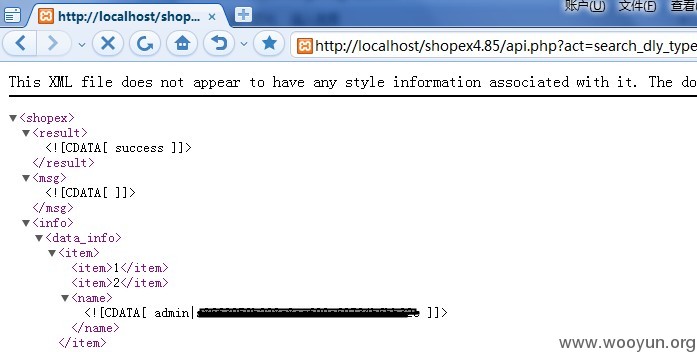 账户(U) 文件(F) 查看
http://localhost/shopex4.85/api.php?act=search_dly_type
http://localhost/shop...
This XML file does not appear to have any style information associated with it. The do
<shopex>
<result>
<![CDATA[ success ]]>
</result>
<msg>
<![CDATA[ ]]>
</msg>
<info>
<data_info>
<item>
<item>1</item>
<item>2</item>
<name>
<![CDATA[ admin| ]]>
</name>
</item>
www.wooyun.org